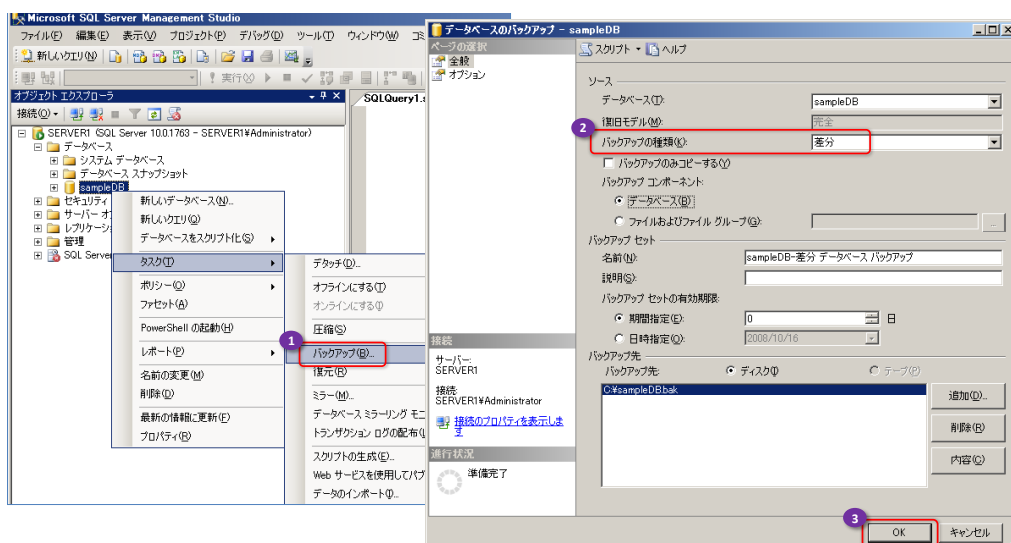 Microsoft SQL Server Management Studio
ファイル(F) 編集(E) 表示(V) プロジェクト(P) デバッグ(D) ツール(T) ウィンドウ(W)
新しいクエリ(N)
実行(X)
オブジェクト エクスプローラ
SQLQuery1.
接続(O)
SERVER1 (SQL Server 10.0.1763 - SERVER1¥Administrator)
データベース
システム データベース
データベース スナップショット
sampleDB
セキュリティ
サーバー オ
レプリケーシ
管理
SQL Server
新しいデータベース(N)...
新しいクエリ(Q)
データベースをスクリプト化(S)
タスク(T)
ポリシー(O)
ファセット(A)
PowerShell の起動(H)
レポート(P)
名前の変更(M)
削除(D)
最新の情報に更新(F)
プロパティ(R)
デタッチ(D)...
オフラインにする(T)
オンラインにする(I)
圧縮(S)
1
バックアップ(B)...
復元(R)
ミラー(M)...
データベース ミラーリング モニ
トランザクション ログの配布(
スクリプトの生成(E)...
Web サービスを使用してパブ
データのインポート(I)...
データベースのバックアップ - sampleDB
ページの選択
全般
オプション
スクリプト ヘルプ
ソース
データベース(T): sampleDB
復旧モデル(M): 完全
2
バックアップの種類(K): 差分
バックアップのみコピーする(Y)
バックアップ コンポーネント:
データベース(B)
ファイルおよびファイル グループ(G): ...
バックアップ セット
名前(N): sampleDB-差分 データベース バックアップ
説明(S):
バックアップ セットの有効期限:
期間指定(E): 0 日
日時指定(O): 2008/10/16
バックアップ先
バックアップ先: ディスク(I) テープ(P)
C:¥sampleDB.bak
追加(D)...
削除(R)
内容(C)
接続
サーバー:
SERVER1
接続:
SERVER1¥Administrator
接続のプロパティを表示しま
す
進行状況
準備完了
3
OK キャンセル